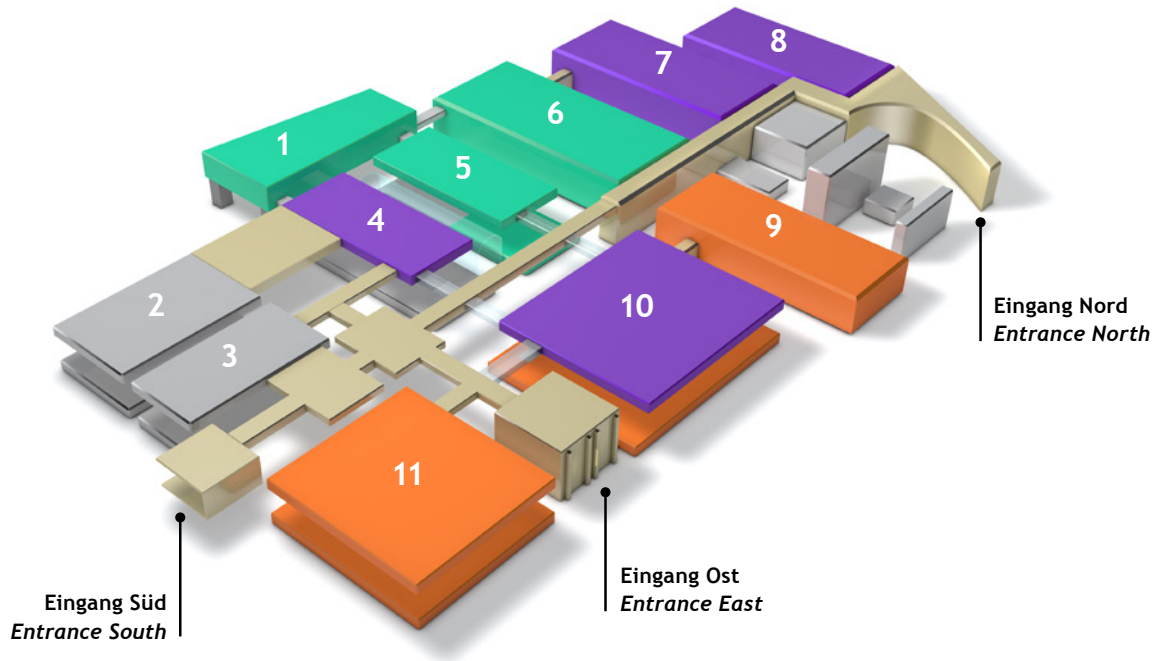 8
7
6
1
5
4
9
2
10
3
11
Eingang Nord
Entrance North
Eingang Ost
Entrance East
Eingang Süd
Entrance South